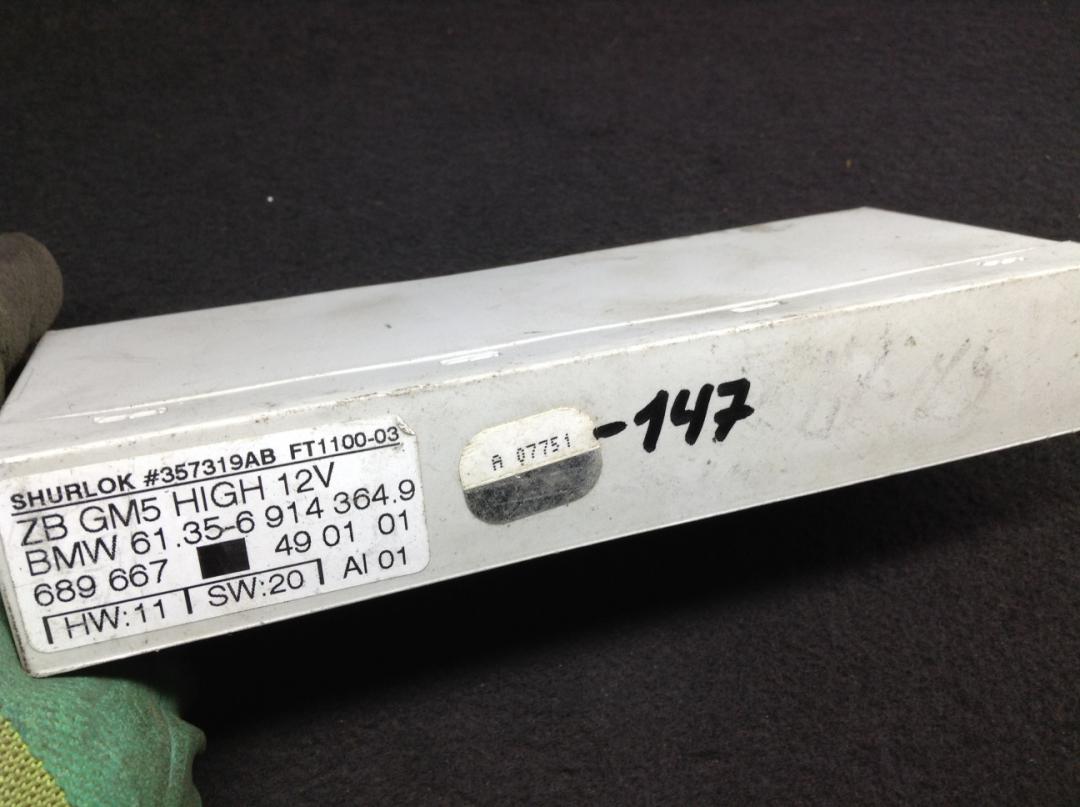 SHURLOK #357319AB FT1100-03
ZB GM5 HIGH 12V
BMW 61.35-6 914 364.9
689 667 49 01 01
HW:11 SW:20 AI 01
A 07751
-147